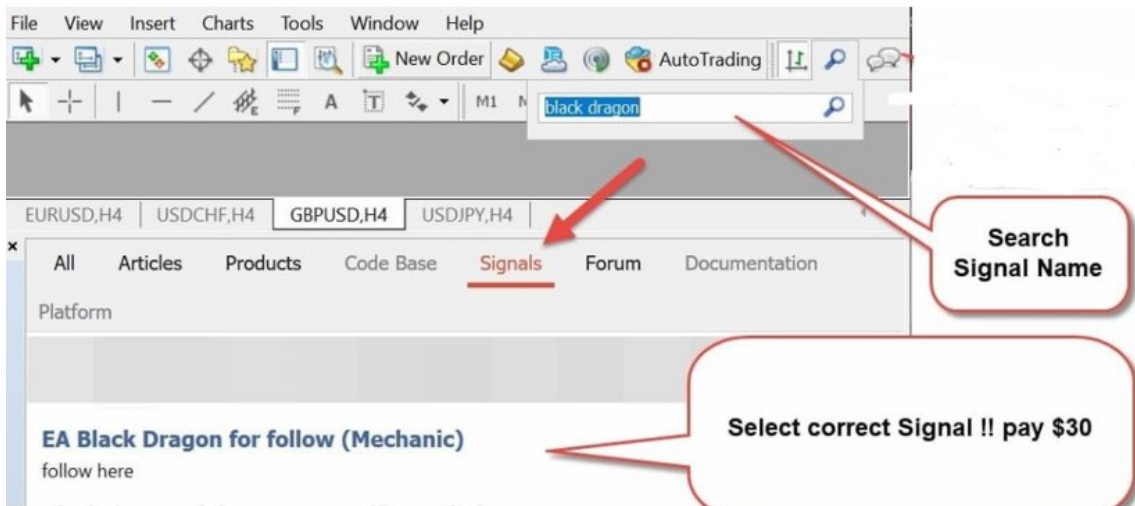 File View Insert Charts Tools Window Help
New Order AutoTrading
E F A T M1
black dragon
EURUSD,H4 USDCHF,H4 GBPUSD,H4 USDJPY,H4
Search
Signal Name
All Articles Products Code Base Signals Forum Documentation
Platform
Select correct Signal !! pay $30
EA Black Dragon for follow (Mechanic)
follow here